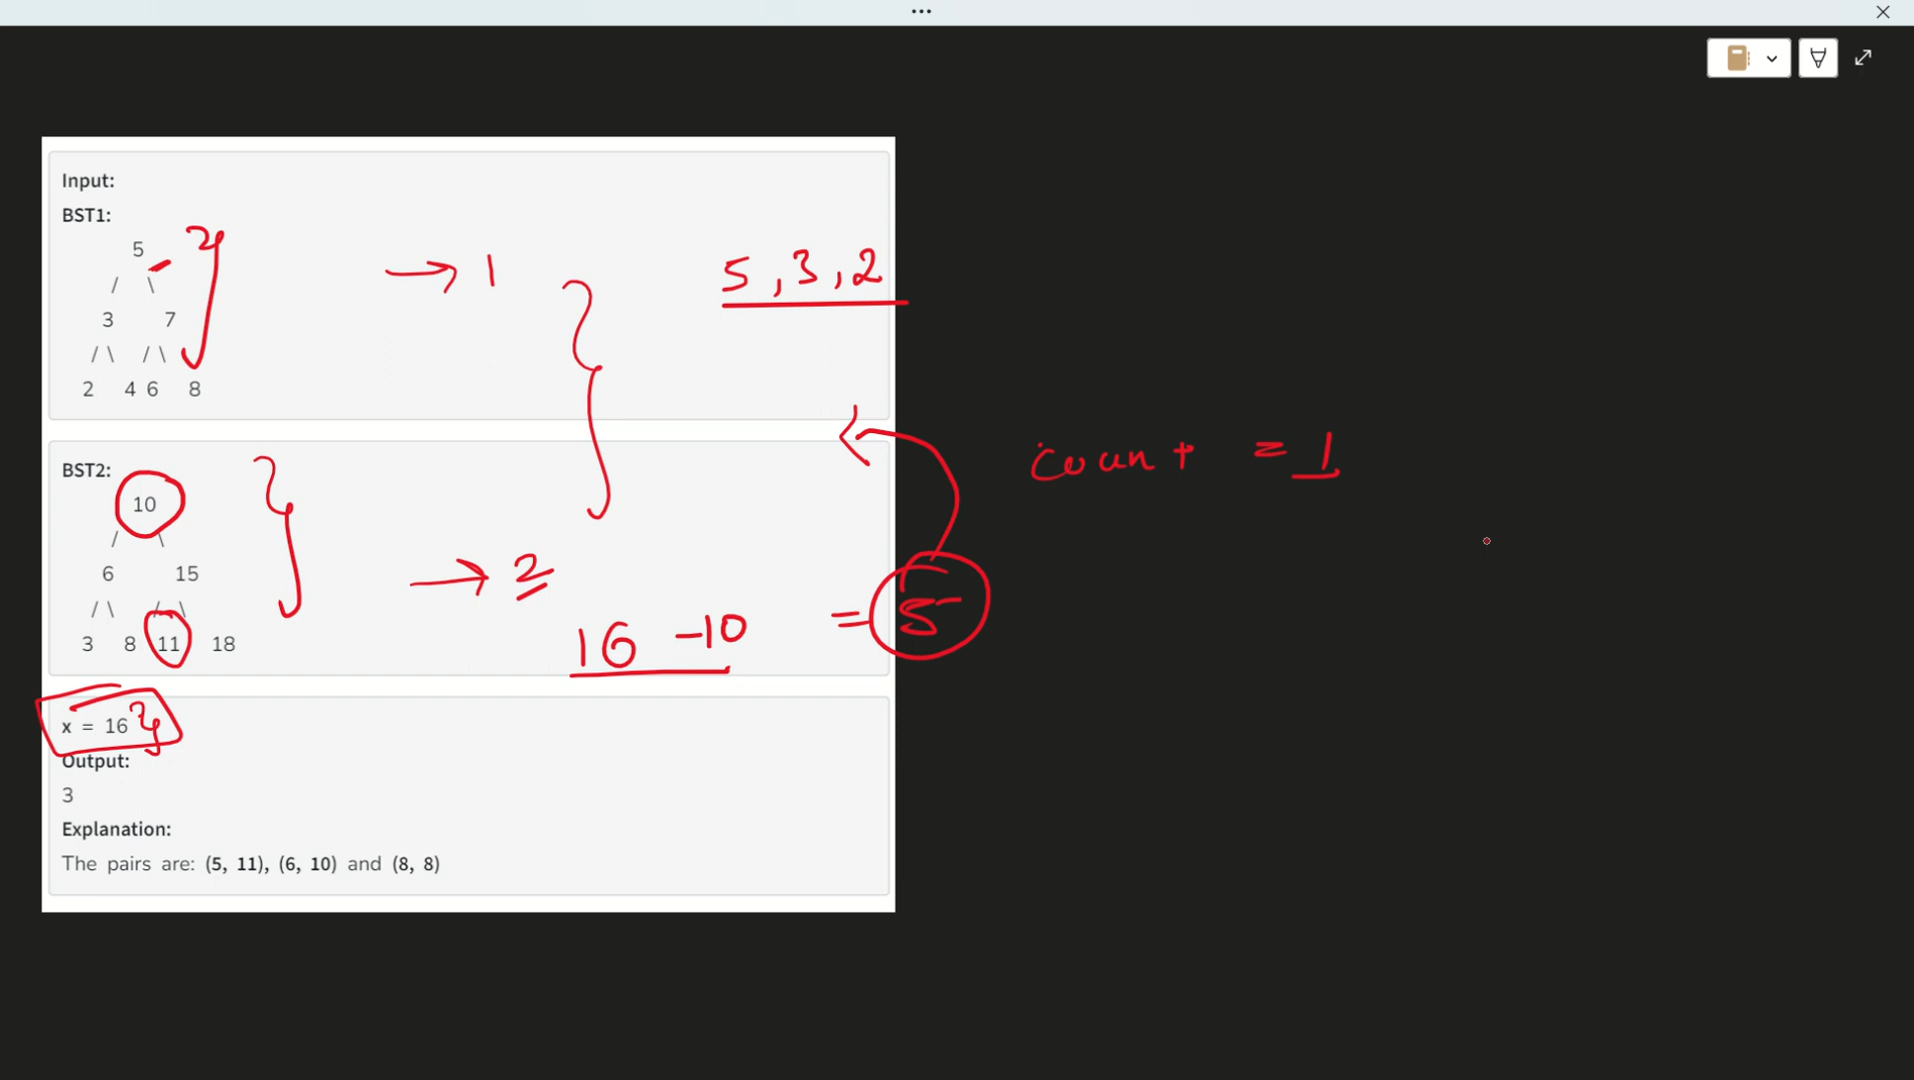 Input:
BST1:
5
/ \
3 7
/ \ / \
2 4 6 8
→ 1
5, 3, 2
BST2:
10
/ \
6 15
/ \ / \
3 8 11 18
→ 2
16 - 10 = 5
count = 1
x = 16
Output:
3
Explanation:
The pairs are: (5, 11), (6, 10) and (8, 8)